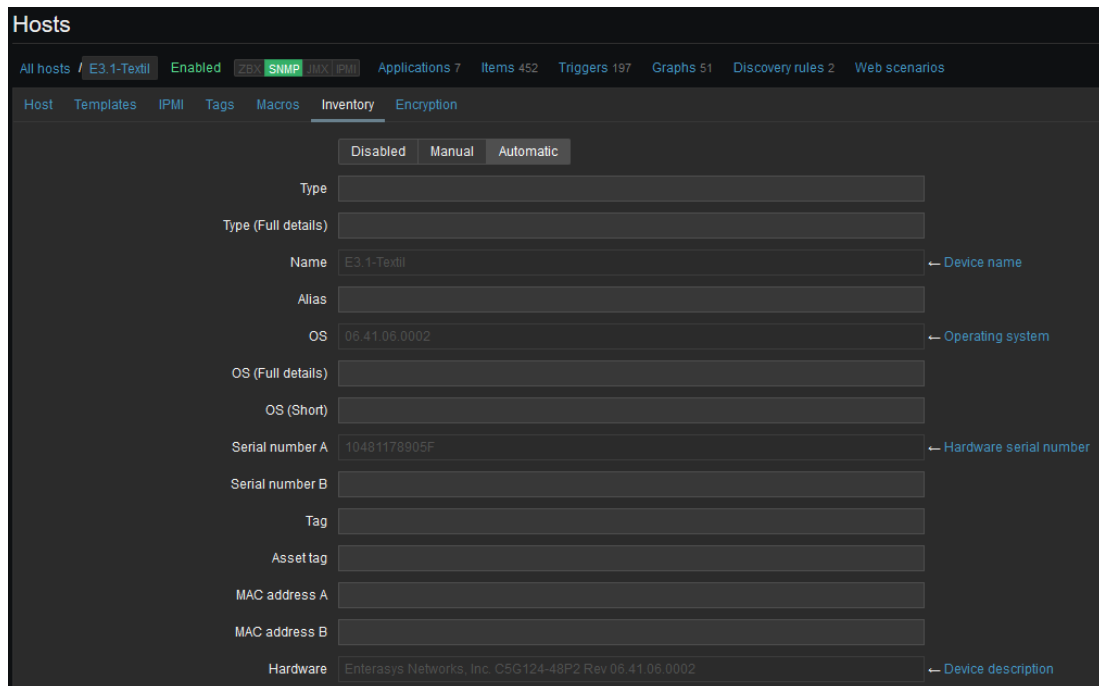 Hosts
All hosts / E3.1-Textil Enabled ZBX SNMP JMX IPMI Applications 7 Items 452 Triggers 197 Graphs 51 Discovery rules 2 Web scenarios
Host Templates IPMI Tags Macros Inventory Encryption
Disabled Manual Automatic
Type
Type (Full details)
Name E3.1-Textil ← Device name
Alias
OS 06.41.06.0002 ← Operating system
OS (Full details)
OS (Short)
Serial number A 10481178905F ← Hardware serial number
Serial number B
Tag
Asset tag
MAC address A
MAC address B
Hardware Enterasys Networks, Inc. C5G124-48P2 Rev 06.41.06.0002 ← Device description